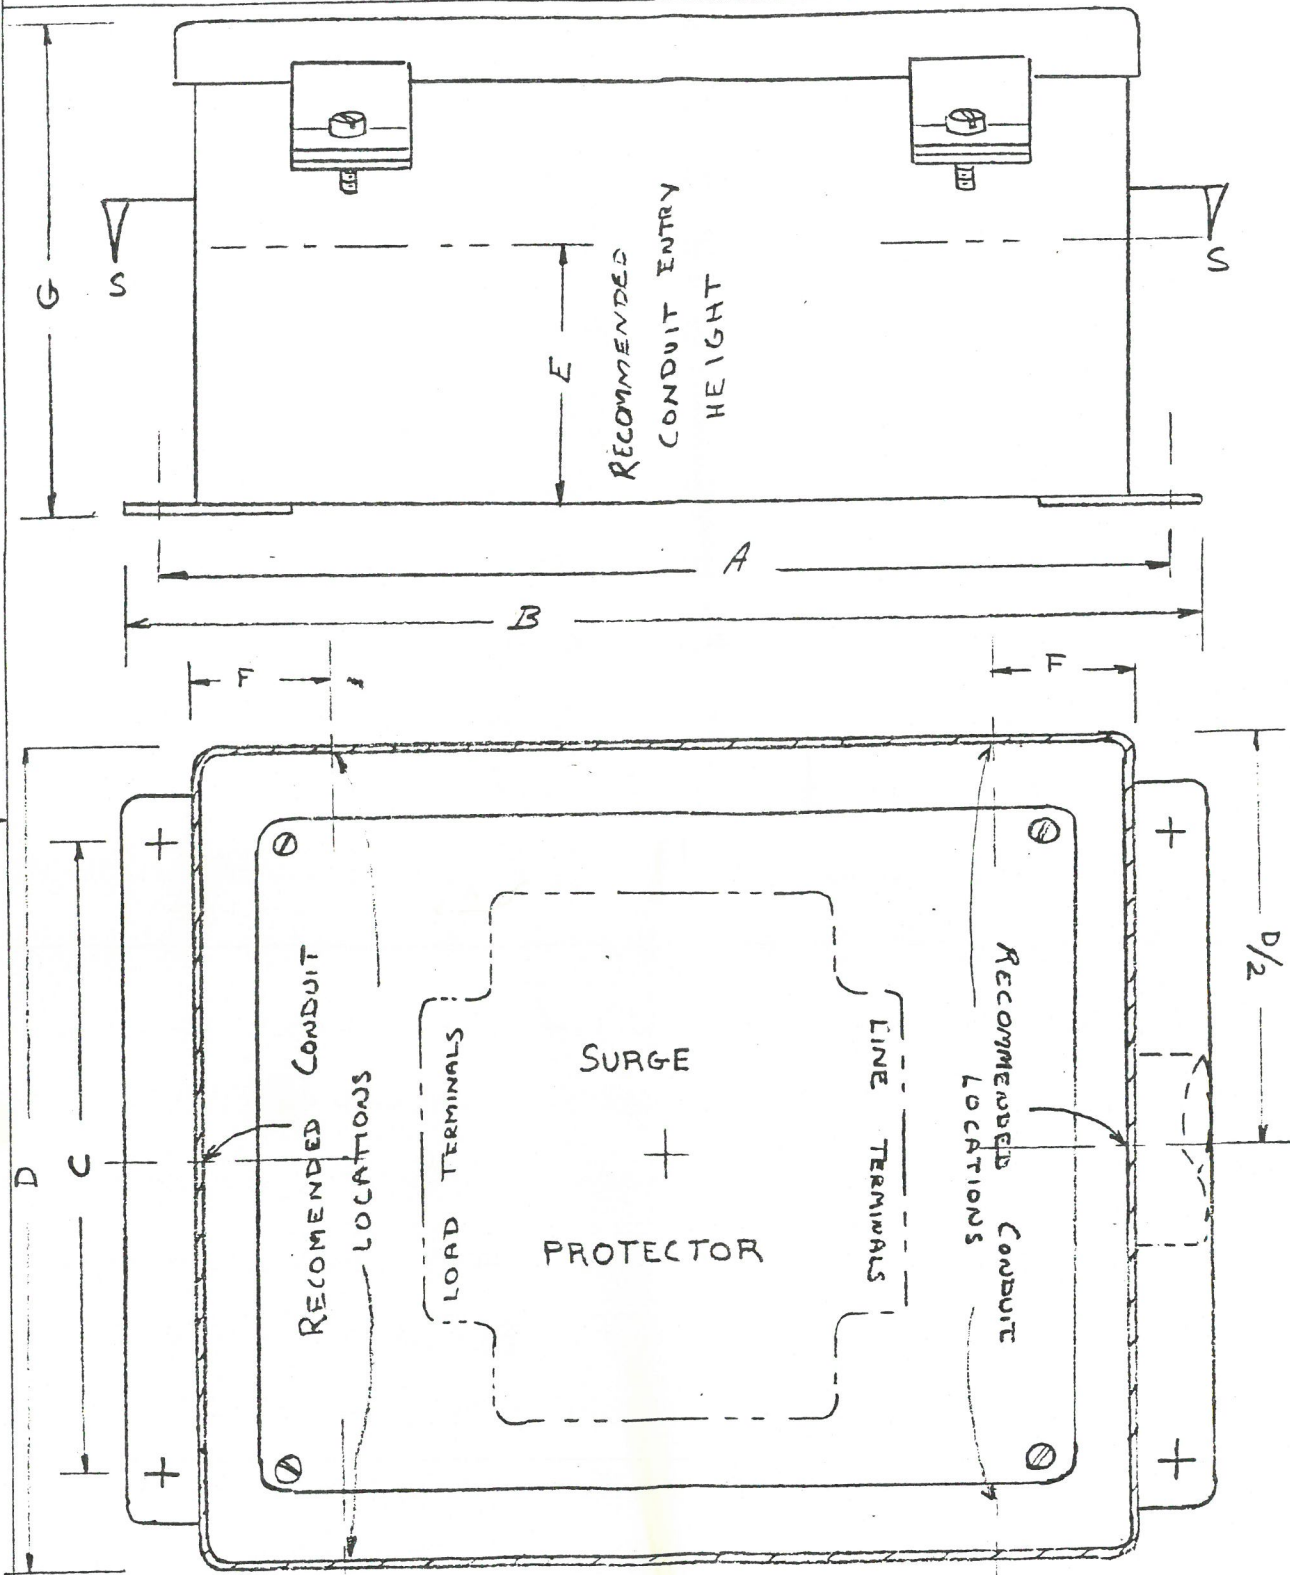 G
S
S
E
RECOMMENDED
CONDUIT ENTRY
HEIGHT
A
B
F
F
D
C
D/2
RECOMENDED CONDUIT
LOCATIONS
LOAD TERMINALS
SURGE
PROTECTOR
LINE TERMINALS
RECOMMENDED CONDUIT
LOCATIONS